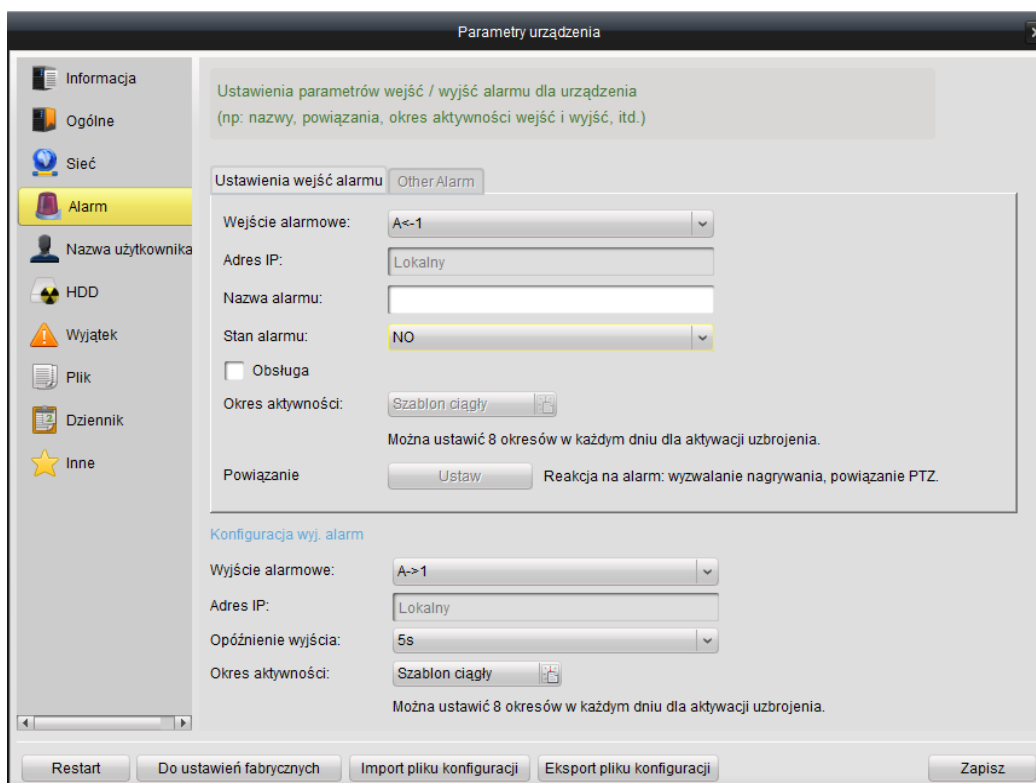 Parametry urządzenia
Informacja
Ogólne
Sieć
Alarm
Nazwa użytkownika
HDD
Wyjątek
Plik
Dziennik
Inne
Ustawienia parametrów wejść / wyjść alarmu dla urządzenia
(np: nazwy, powiązania, okres aktywności wejść i wyjść, itd.)
Ustawienia wejść alarmu Other Alarm
Wejście alarmowe: A<-1
Adres IP: Lokalny
Nazwa alarmu:
Stan alarmu: NO
Obsługa
Okres aktywności: Szablon ciągły
Można ustawić 8 okresów w każdym dniu dla aktywacji uzbrojenia.
Powiązanie Ustaw Reakcja na alarm: wyzwalanie nagrywania, powiązanie PTZ.
Konfiguracja wyj. alarm
Wyjście alarmowe: A->1
Adres IP: Lokalny
Opóźnienie wyjścia: 5s
Okres aktywności: Szablon ciągły
Można ustawić 8 okresów w każdym dniu dla aktywacji uzbrojenia.
Restart Do ustawień fabrycznych Import pliku konfiguracji Eksport pliku konfiguracji Zapisz